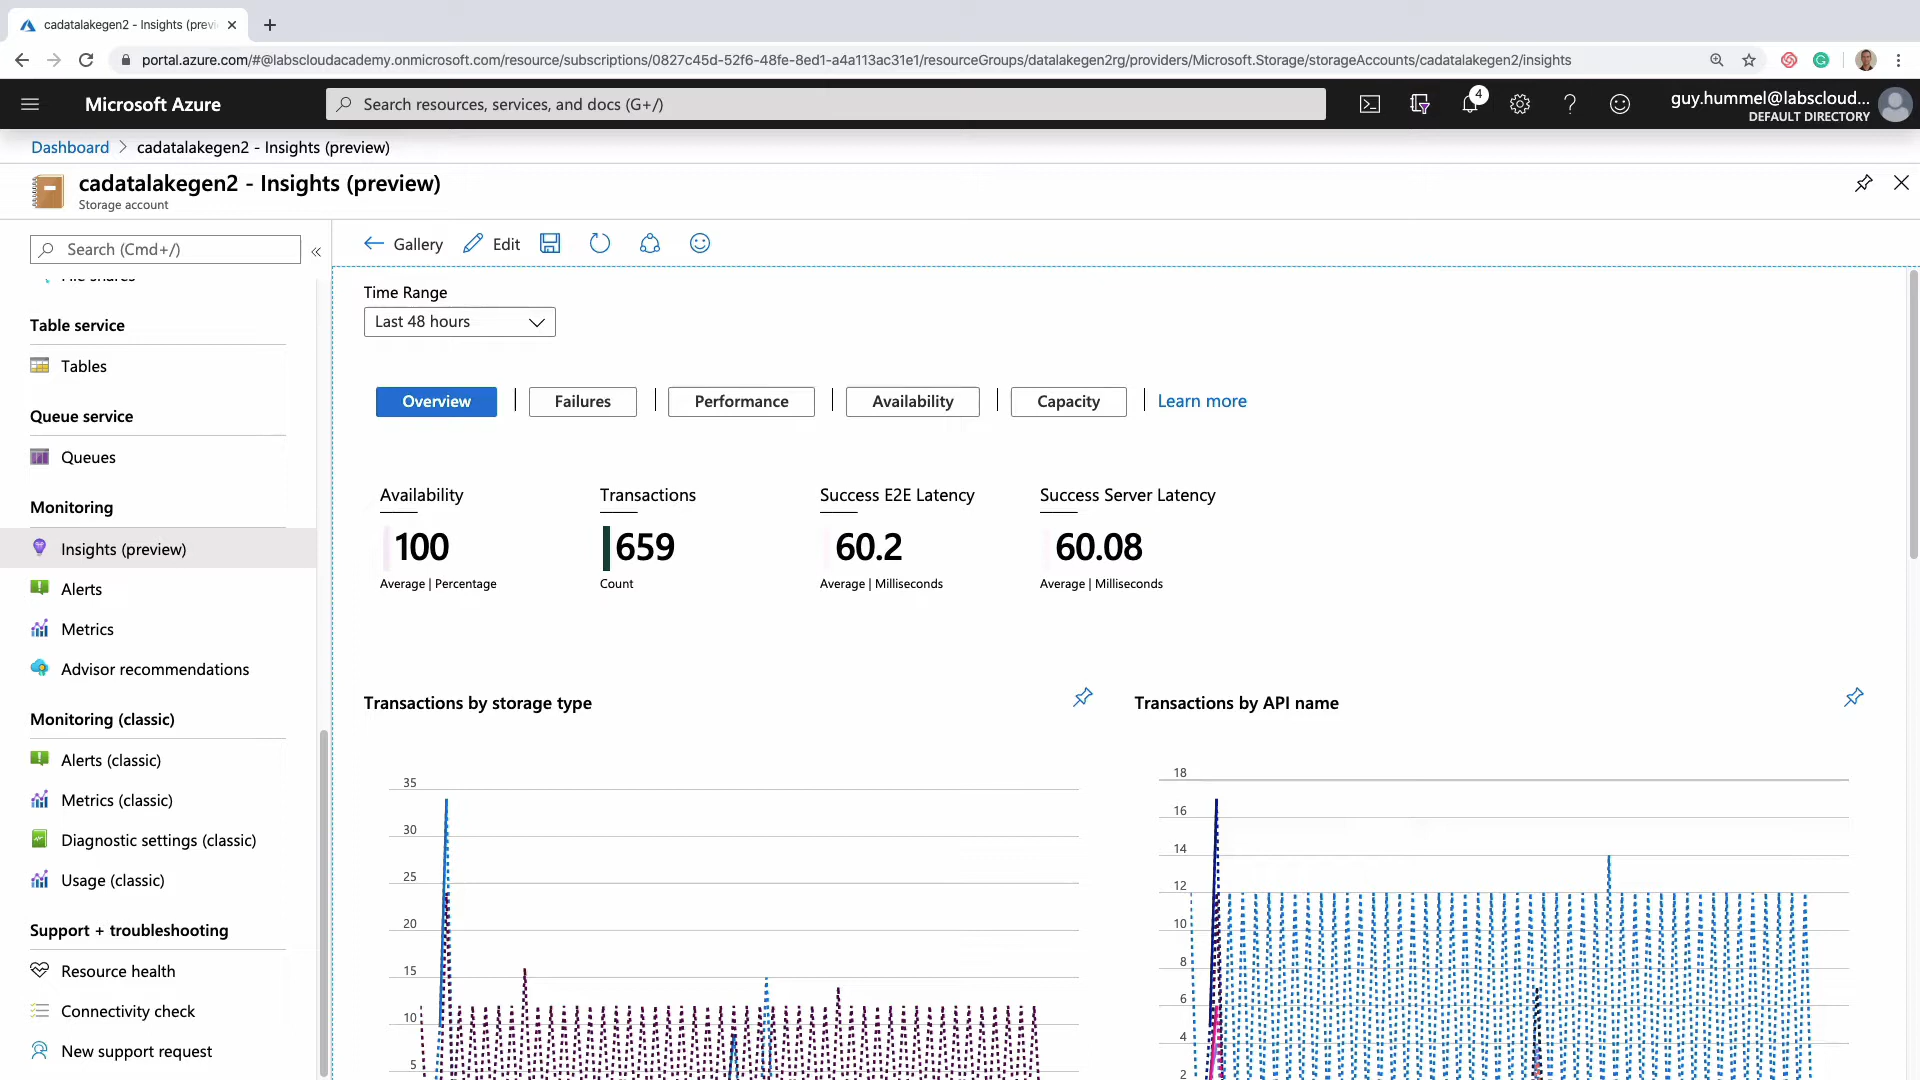 cadatalakegen2 - Insights (previ
portal.azure.com/#@labscloudacademy.onmicrosoft.com/resource/subscriptions/0827c45d-52f6-48fe-8ed1-a4a113ac31e1/resourceGroups/datalakegen2rg/providers/Microsoft.Storage/storageAccounts/cadatalakegen2/insights
Microsoft Azure
Search resources, services, and docs (G+/)
4
guy.hummel@labscloud...
DEFAULT DIRECTORY
Dashboard > cadatalakegen2 - Insights (preview)
cadatalakegen2 - Insights (preview)
Storage account
Search (Cmd+/)
File shares
Table service
Tables
Queue service
Queues
Monitoring
Insights (preview)
Alerts
Metrics
Advisor recommendations
Monitoring (classic)
Alerts (classic)
Metrics (classic)
Diagnostic settings (classic)
Usage (classic)
Support + troubleshooting
Resource health
Connectivity check
New support request
Gallery
Edit
Time Range
Last 48 hours
Overview | Failures | Performance | Availability | Capacity | Learn more
Availability
100
Average | Percentage
Transactions
659
Count
Success E2E Latency
60.2
Average | Milliseconds
Success Server Latency
60.08
Average | Milliseconds
Transactions by storage type
35
30
25
20
15
10
5
Transactions by API name
18
16
14
12
10
8
6
4
2